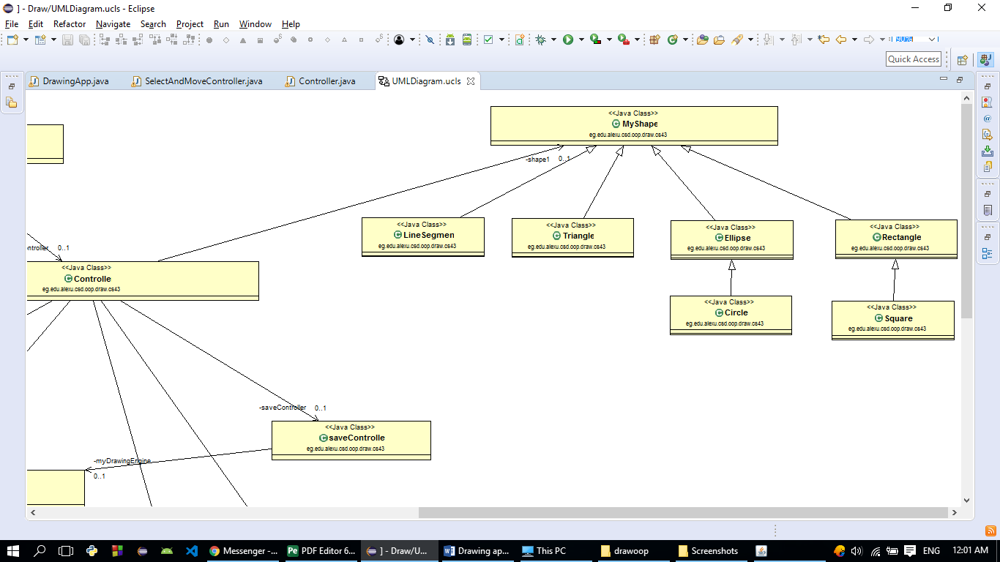 ] - Draw/UMLDiagram.ucls - Eclipse
File Edit Refactor Navigate Search Project Run Window Help
90%
Quick Access
DrawingApp.java SelectAndMoveController.java Controller.java UMLDiagram.ucls
<<Java Class>>
MyShape
eg.edu.alexu.csd.oop.draw.cs43
-shape1 0..1
<<Java Class>>
LineSegmen
eg.edu.alexu.csd.oop.draw.cs43
<<Java Class>>
Triangle
eg.edu.alexu.csd.oop.draw.cs43
<<Java Class>>
Ellipse
eg.edu.alexu.csd.oop.draw.cs43
<<Java Class>>
Rectangle
eg.edu.alexu.csd.oop.draw.cs43
ontroller 0..1
<<Java Class>>
Controlle
eg.edu.alexu.csd.oop.draw.cs43
<<Java Class>>
Circle
eg.edu.alexu.csd.oop.draw.cs43
<<Java Class>>
Square
eg.edu.alexu.csd.oop.draw.cs43
-saveController 0..1
<<Java Class>>
saveControlle
eg.edu.alexu.csd.oop.draw.cs43
-myDrawingEngine
0..1
Messenger -... PDF Editor 6... ] - Draw/U... Drawing ap... This PC drawoop Screenshots ENG 12:01 AM